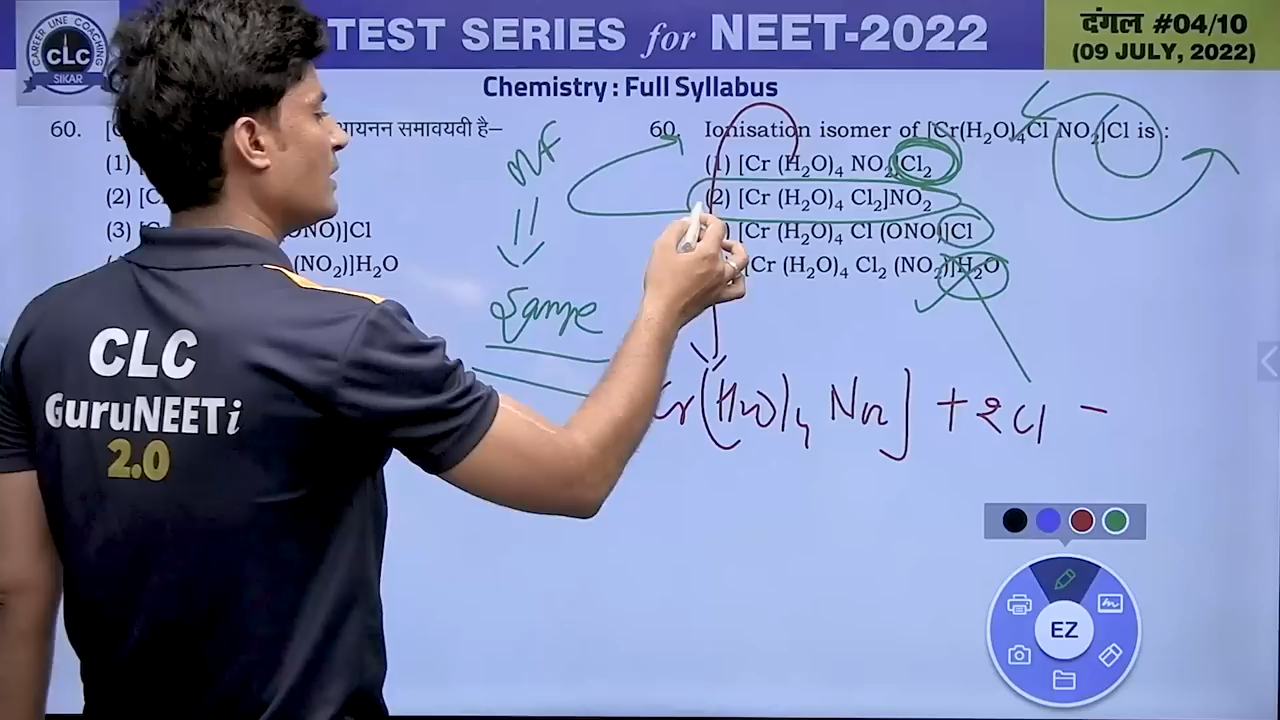 CAREER LINE COACHING
CLC
SIKAR
TEST SERIES for NEET-2022
दंगल #04/10
(09 JULY, 2022)
Chemistry : Full Syllabus
60. [ समावयवी है–
(1) [
(2) [C
(3) ONO)]Cl
(NO₂)]H₂O
60. Ionisation isomer of [Cr(H₂O)₄Cl NO₂]Cl is :
(1) [Cr (H₂O)₄ NO₂]Cl₂
(2) [Cr (H₂O)₄ Cl₂]NO₂
[Cr (H₂O)₄ Cl (ONO)]Cl
[Cr (H₂O)₄ Cl₂ (NO₂)]H₂O
MF
Same
Cr(H₂O)₄ NO₂] + 2Cl –
CLC
GuruNEETi
2.0
EZ